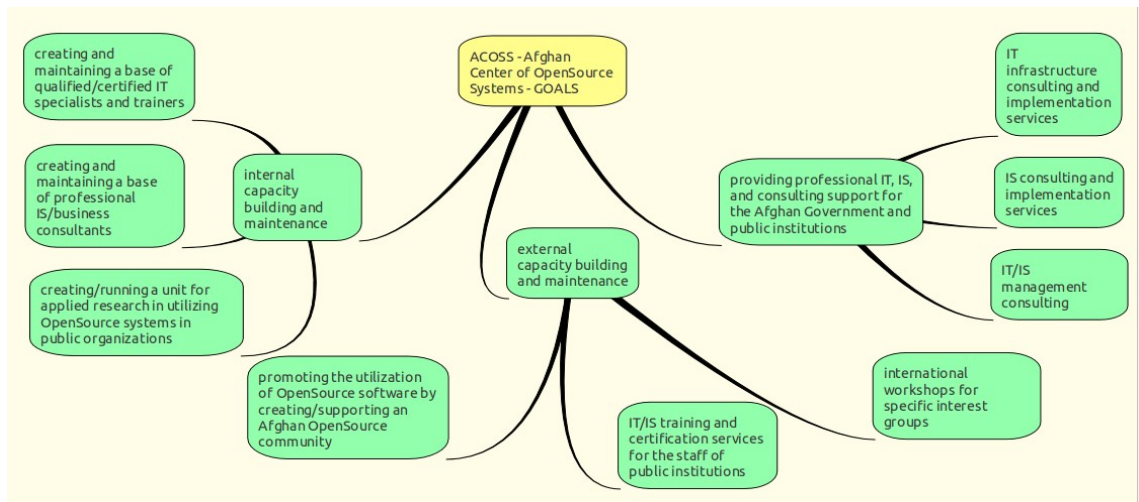 ACOSS - Afghan
Center of OpenSource
Systems - GOALS
creating and
maintaining a base of
qualified/certified IT
specialists and trainers
creating and
maintaining a base
of professional
IS/business
consultants
creating/running a unit for
applied research in utilizing
OpenSource systems in
public organizations
internal
capacity
building and
maintenance
external
capacity building
and maintenance
promoting the utilization
of OpenSource software by
creating/supporting an
Afghan OpenSource
community
IT/IS training and
certification services
for the staff of
public institutions
international
workshops for
specific interest
groups
providing professional IT, IS,
and consulting support for
the Afghan Government and
public institutions
IT
infrastructure
consulting and
implementation
services
IS consulting and
implementation
services
IT/IS
management
consulting